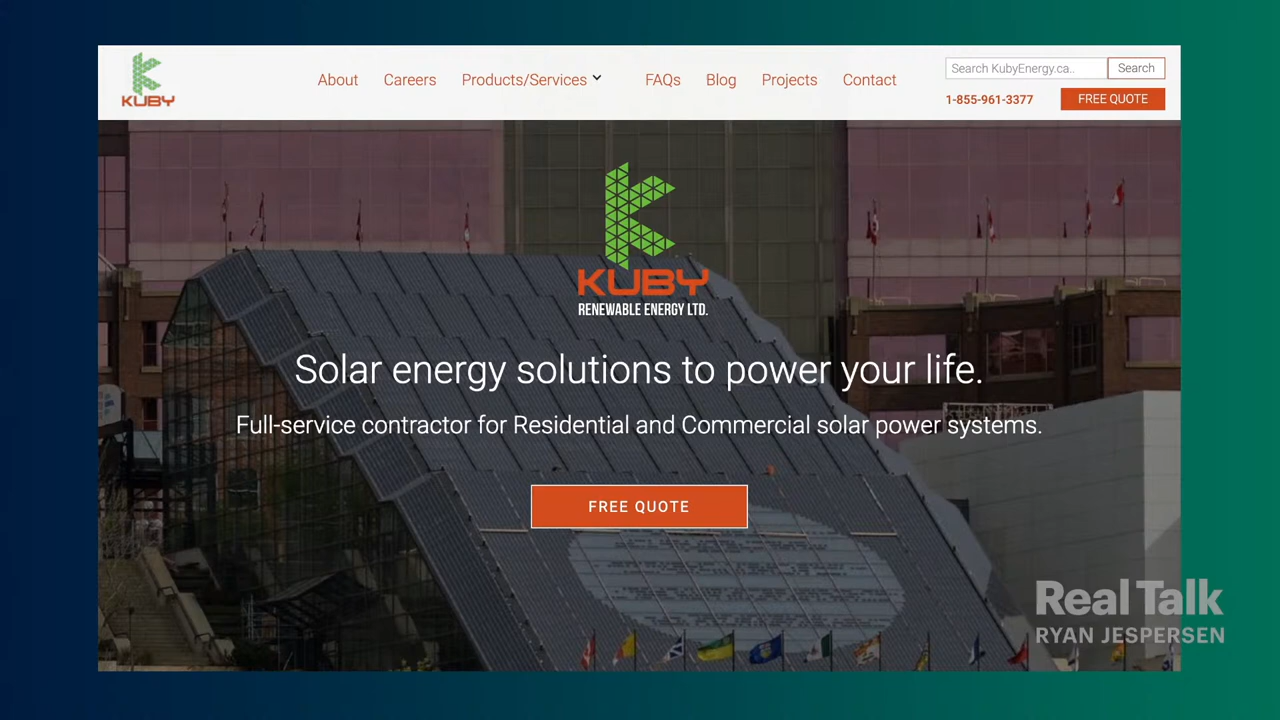 KUBY
About Careers Products/Services FAQs Blog Projects Contact
Search KubyEnergy.ca.. Search
1-855-961-3377 FREE QUOTE
KUBY
RENEWABLE ENERGY LTD.
Solar energy solutions to power your life.
Full-service contractor for Residential and Commercial solar power systems.
FREE QUOTE
Real Talk
RYAN JESPERSEN